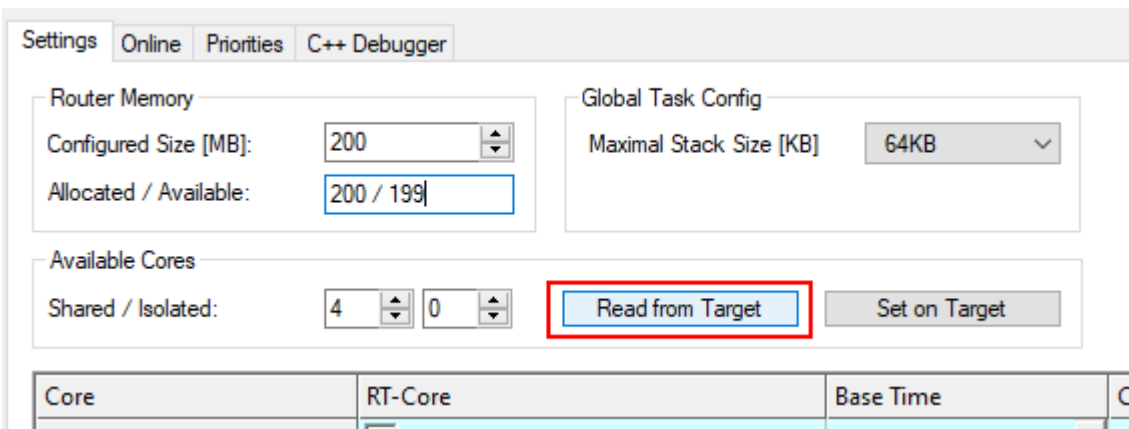 Settings Online Priorities C++ Debugger
Router Memory
Configured Size [MB]: 200
Allocated / Available: 200 / 199
Global Task Config
Maximal Stack Size [KB] 64KB
Available Cores
Shared / Isolated: 4 0 Read from Target Set on Target
Core RT-Core Base Time